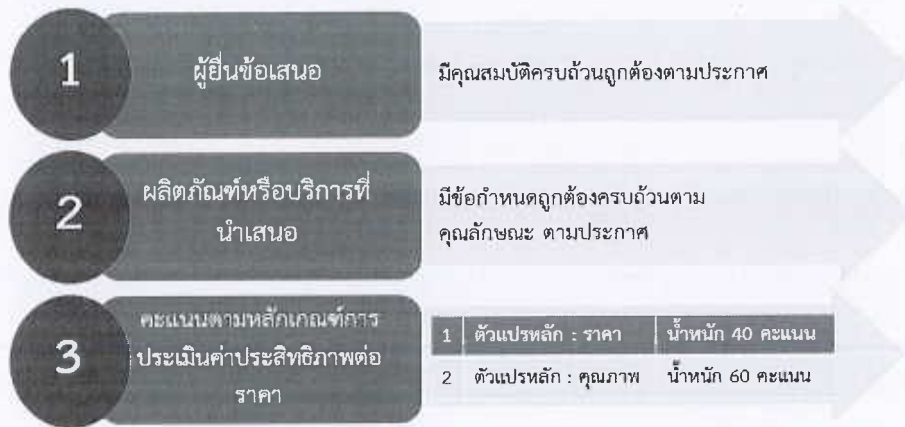 1
ผู้ยื่นข้อเสนอ
มีคุณสมบัติครบถ้วนถูกต้องตามประกาศ
2
ผลิตภัณฑ์หรือบริการที่
นำเสนอ
มีข้อกำหนดถูกต้องครบถ้วนตาม
คุณลักษณะ ตามประกาศ
3
คะแนนตามหลักเกณฑ์การ
ประเมินค่าประสิทธิภาพต่อ
ราคา
1 ตัวแปรหลัก : ราคา น้ำหนัก 40 คะแนน
2 ตัวแปรหลัก : คุณภาพ น้ำหนัก 60 คะแนน